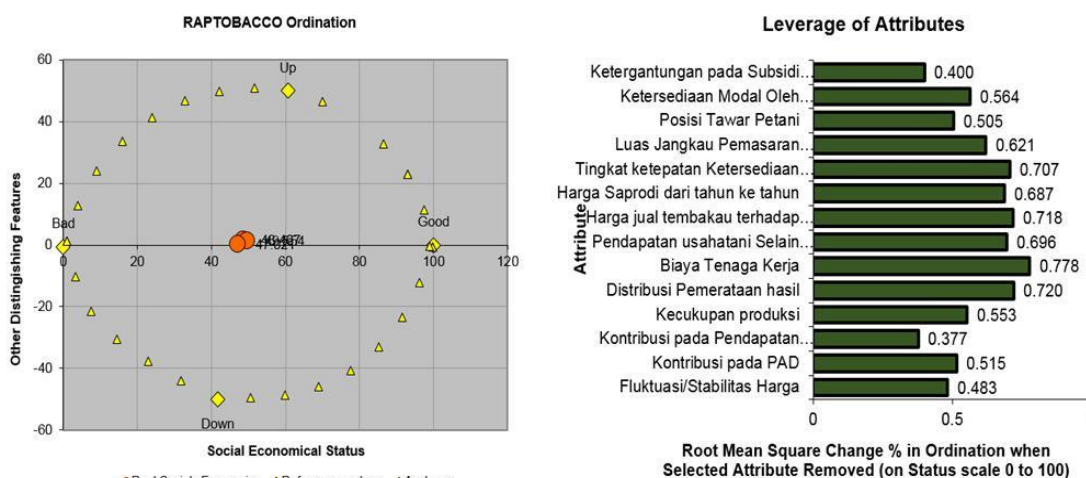 RAPTOBACCO Ordination
60
Up
40
20
Bad
Good
0
0
20
40
60
80
100
120
-20
-40
Down
-60
Other Distingishing Features
Social Economical Status
Leverage of Attributes
Attribute
Ketergantungan pada Subsidi... 0.400
Ketersediaan Modal Oleh... 0.564
Posisi Tawar Petani 0.505
Luas Jangkau Pemasaran... 0.621
Tingkat ketepatan Ketersediaan... 0.707
Harga Saprodi dari tahun ke tahun 0.687
Harga jual tembakau terhadap... 0.718
Pendapatan usahatani Selain... 0.696
Biaya Tenaga Kerja 0.778
Distribusi Pemerataan hasil 0.720
Kecukupan produksi 0.553
Kontribusi pada Pendapatan... 0.377
Kontribusi pada PAD 0.515
Fluktuasi/Stabilitas Harga 0.483
0
0.5
Root Mean Square Change % in Ordination when
Selected Attribute Removed (on Status scale 0 to 100)